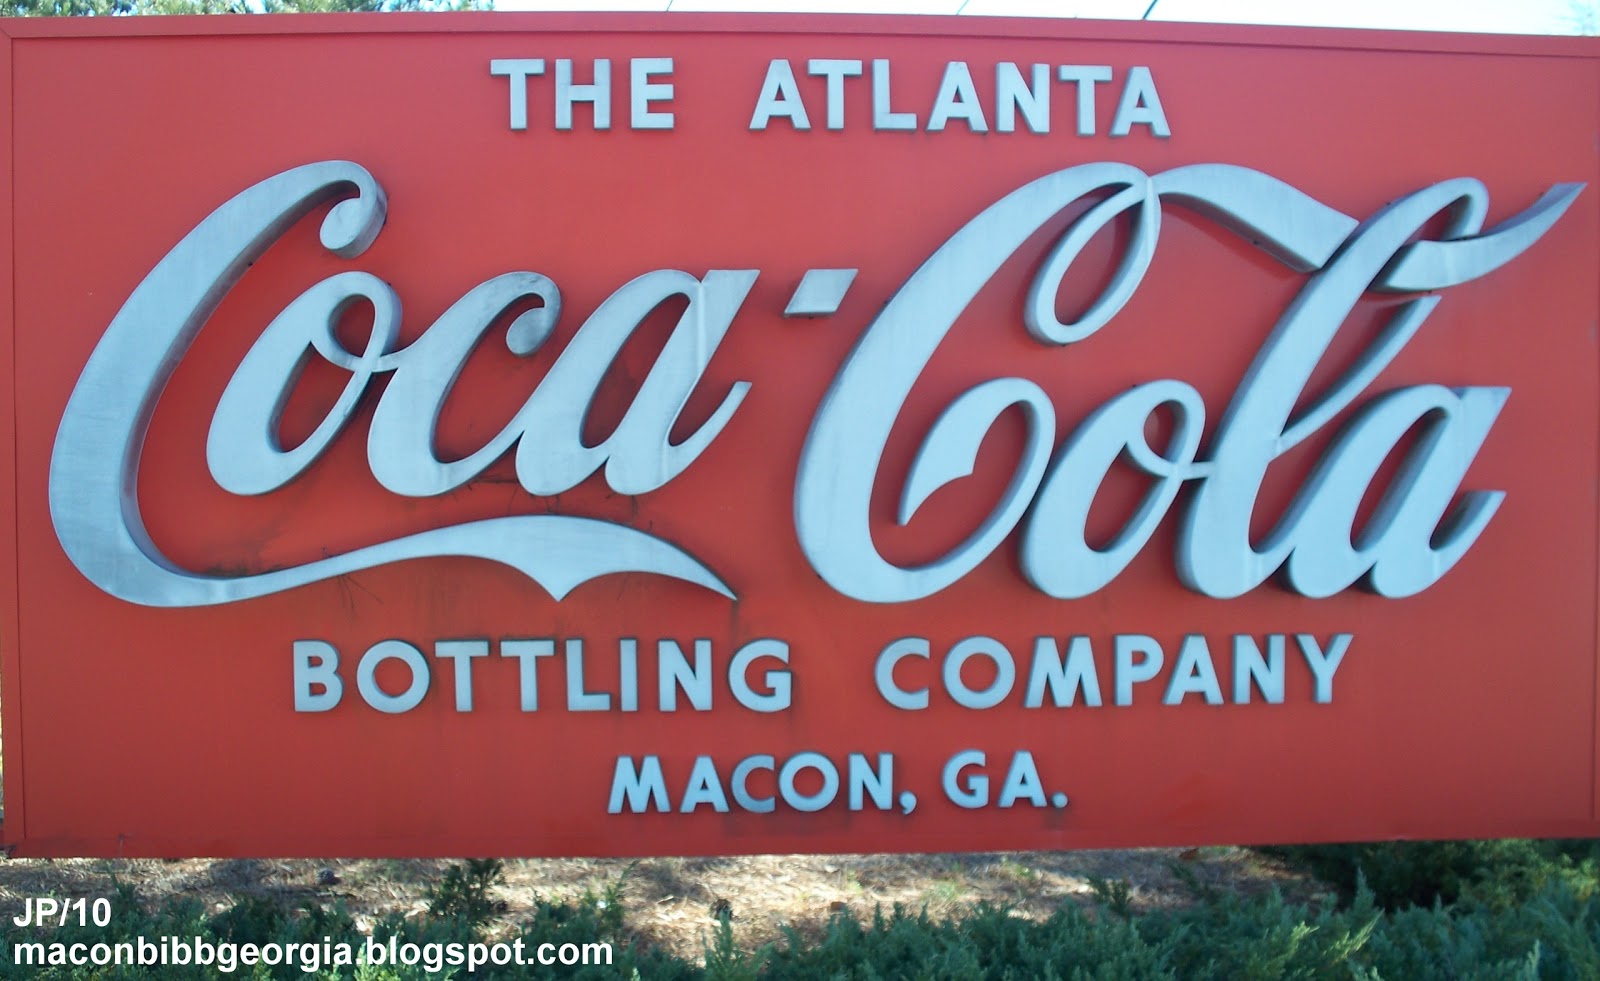 THE ATLANTA
Coca-Cola
BOTTLING COMPANY
MACON, GA.
JP/10
maconbibbgeorgia.blogspot.com